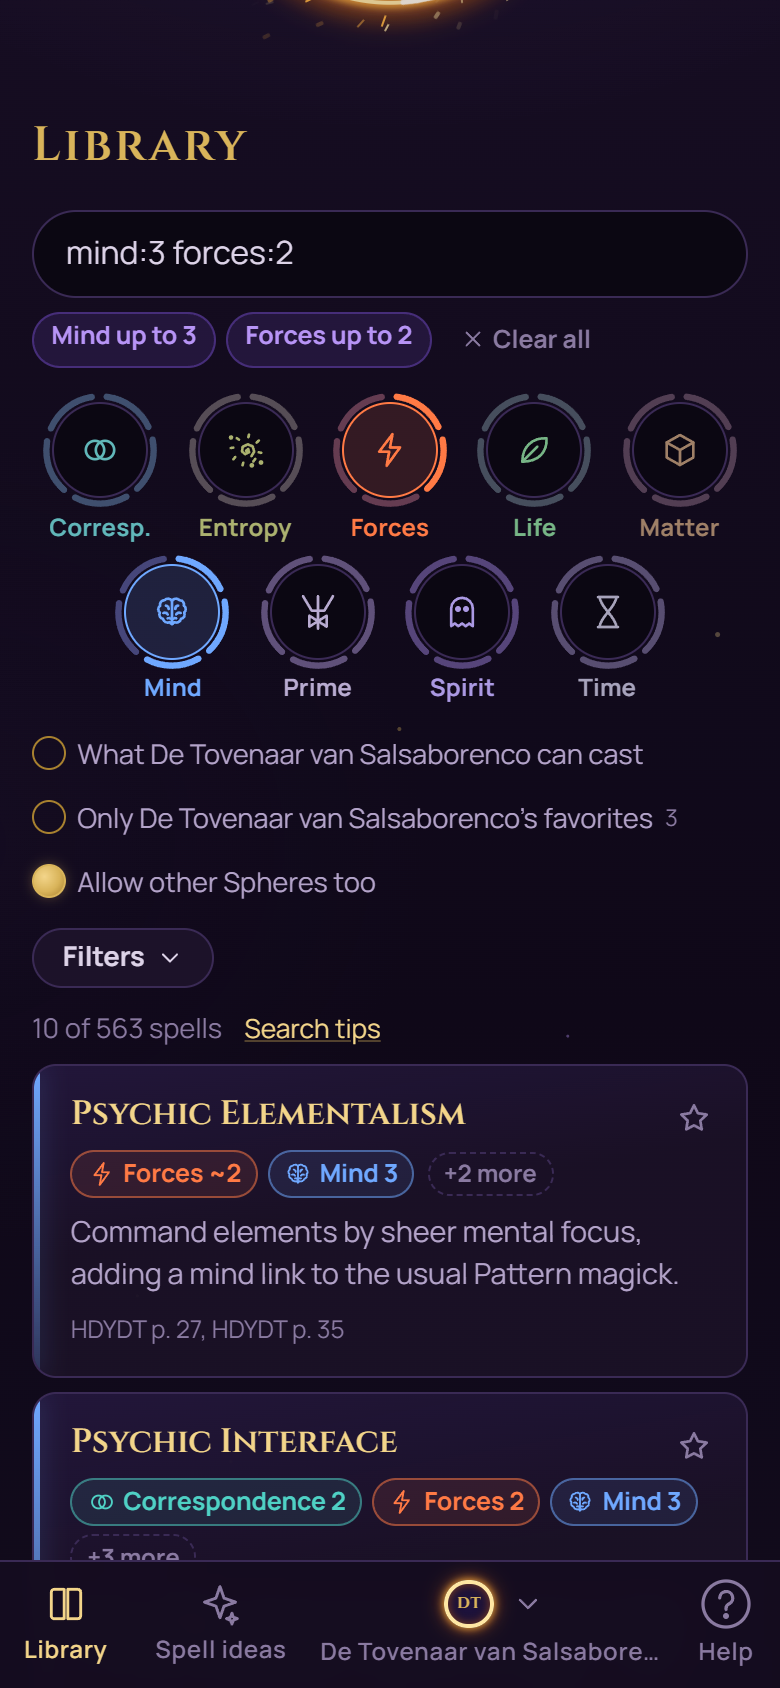 Library
mind:3 forces:2
Mind up to 3 Forces up to 2 Clear all
Corresp. Entropy Forces Life Matter
Mind Prime Spirit Time
What De Tovenaar van Salsaborenco can cast
Only De Tovenaar van Salsaborenco's favorites 3
Allow other Spheres too
Filters
10 of 563 spells Search tips
Psychic Elementalism
Forces ~2 Mind 3 +2 more
Command elements by sheer mental focus,
adding a mind link to the usual Pattern magick.
HDYDT p. 27, HDYDT p. 35
Psychic Interface
Correspondence 2 Forces 2 Mind 3
+3 more
DT
Library Spell ideas De Tovenaar van Salsabore... Help